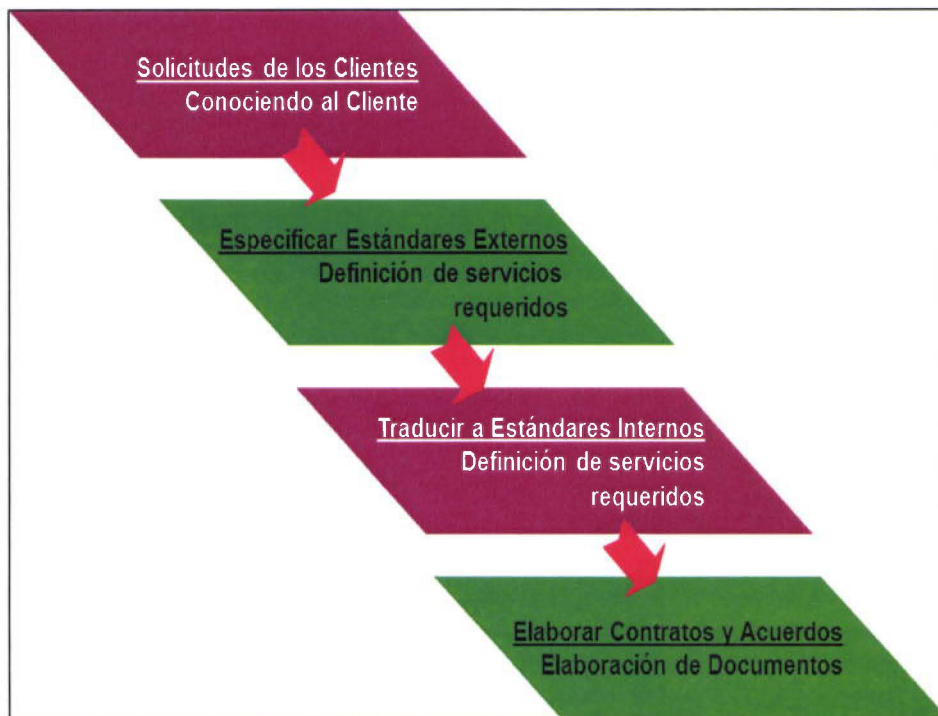 Solicitudes de los Clientes
Conociendo al Cliente
Especificar Estándares Externos
Definición de servicios
requeridos
Traducir a Estándares Internos
Definición de servicios
requeridos
Elaborar Contratos y Acuerdos
Elaboración de Documentos